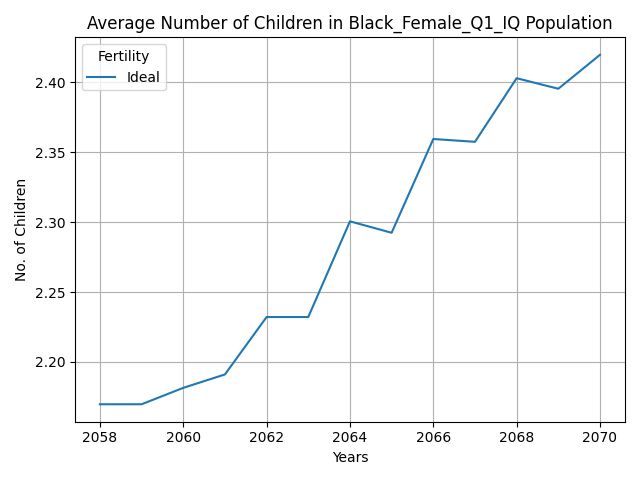 Average Number of Children in Black_Female_Q1_IQ Population
Fertility
Ideal
No. of Children
2.40
2.35
2.30
2.25
2.20
2058 2060 2062 2064 2066 2068 2070
Years